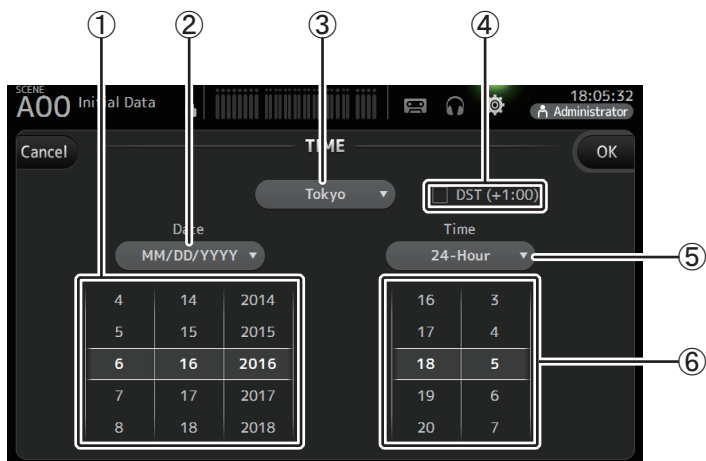 ① ② ③ ④
SCENE
A00 Initial Data 18:05:32
Administrator
Cancel TIME OK
Tokyo ▼ DST (+1:00)
Date Time
MM/DD/YYYY ▼ 24-Hour ▼ ⑤
4 14 2014 16 3
5 15 2015 17 4
6 16 2016 18 5 ⑥
7 17 2017 19 6
8 18 2018 20 7